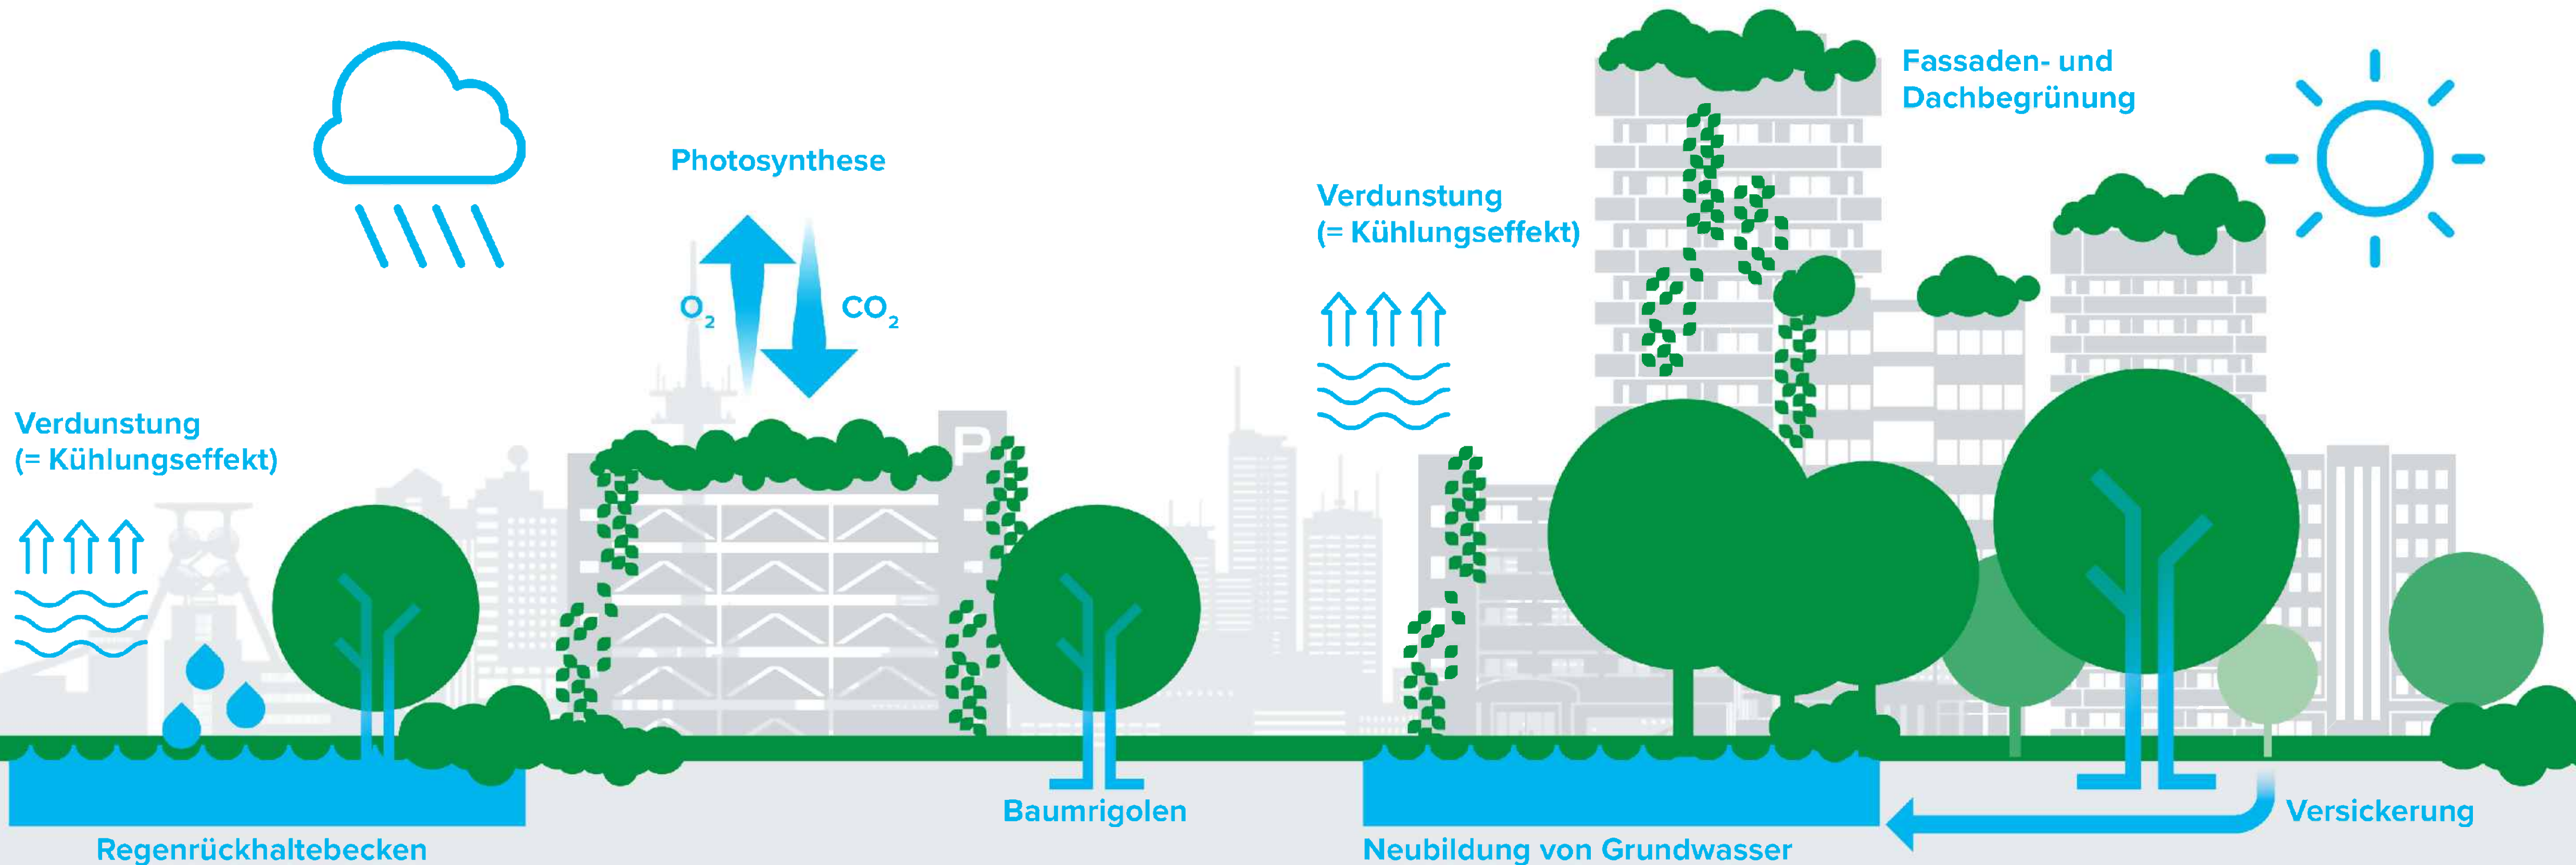 Fassaden- und
Dachbegrünung
Photosynthese
Verdunstung
(= Kühlungseffekt)
O₂
CO₂
Verdunstung
(= Kühlungseffekt)
P
Baumrigolen
Versickerung
Regenrückhaltebecken
Neubildung von Grundwasser